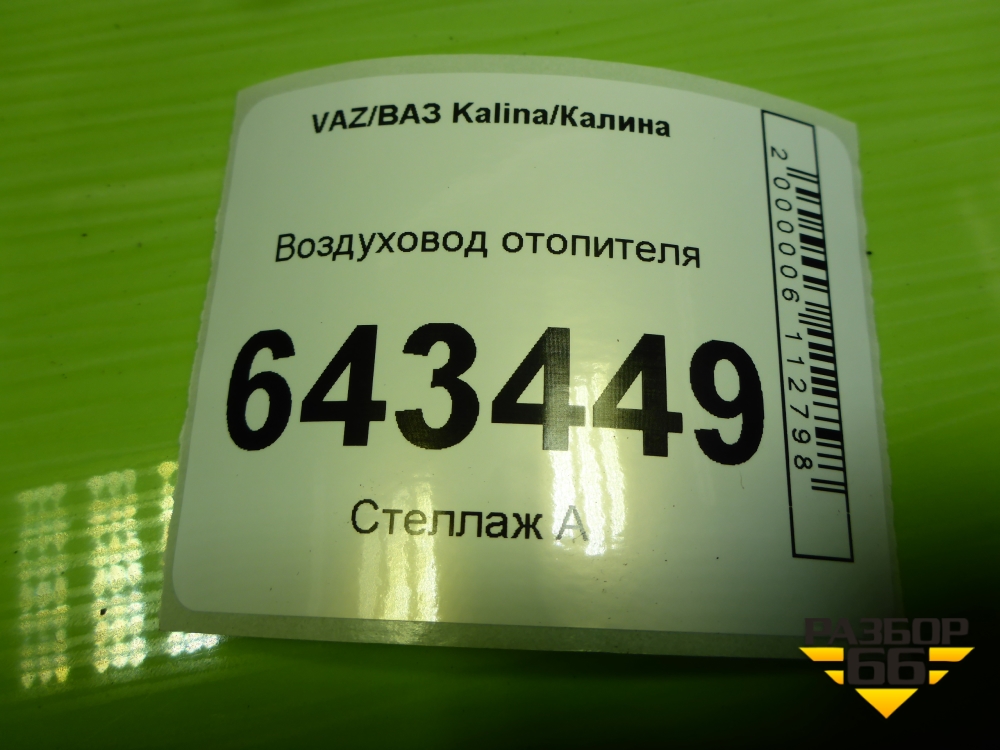 VAZ/ВАЗ Kalina/Калина
Воздуховод отопителя
643449
Стеллаж А
2000006112798
РАЗБОР
66